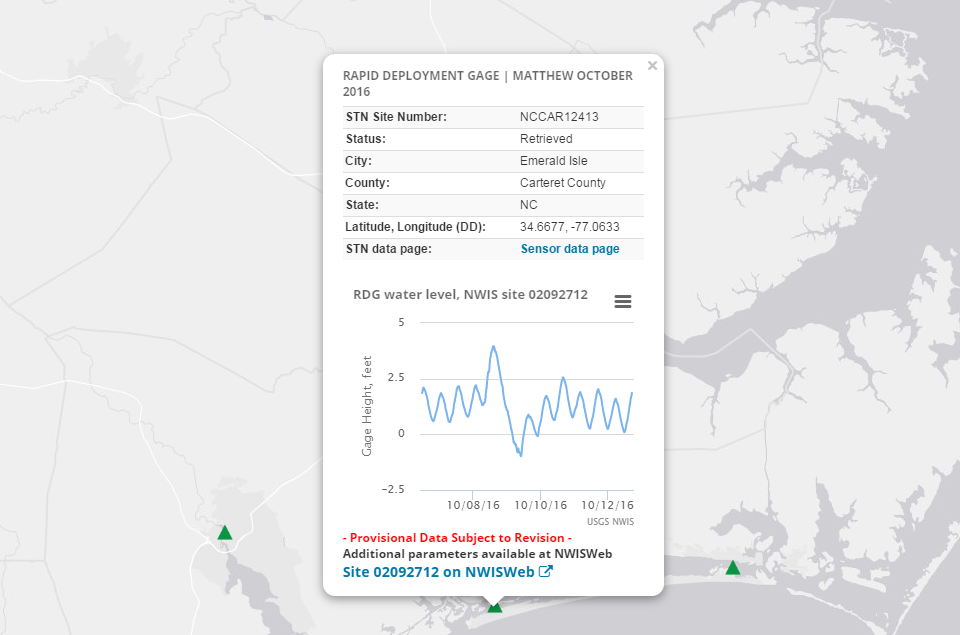 ×
RAPID DEPLOYMENT GAGE | MATTHEW OCTOBER
2016
STN Site Number: NCCAR12413
Status: Retrieved
City: Emerald Isle
County: Carteret County
State: NC
Latitude, Longitude (DD): 34.6677, -77.0633
STN data page: Sensor data page
RDG water level, NWIS site 02092712
5
2.5
0
−2.5
Gage Height, feet
10/08/16 10/10/16 10/12/16
USGS NWIS
- Provisional Data Subject to Revision -
Additional parameters available at NWISWeb
Site 02092712 on NWISWeb